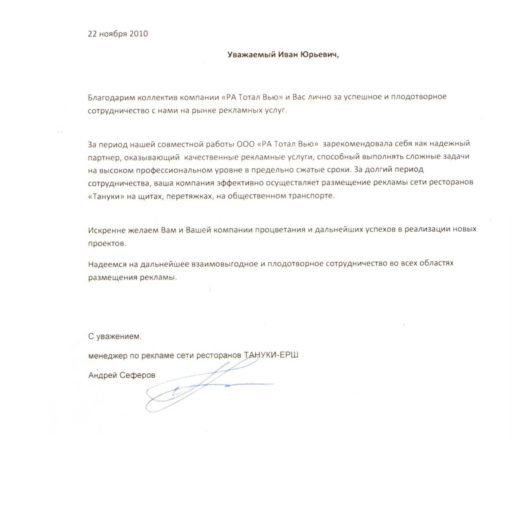 22 ноября 2010
Уважаемый Иван Юрьевич,
Благодарим коллектив компании «РА Тотал Вью» и Вас лично за успешное и плодотворное
сотрудничество с нами на рынке рекламных услуг.
За период нашей совместной работы ООО «РА Тотал Вью» зарекомендовала себя как надежный
партнер, оказывающий качественные рекламные услуги, способный выполнять сложные задачи
на высоком профессиональном уровне в предельно сжатые сроки. За долгий период
сотрудничества, ваша компания эффективно осуществляет размещение рекламы сети ресторанов
«Тануки» на щитах, перетяжках, на общественном транспорте.
Искренне желаем Вам и Вашей компании процветания и дальнейших успехов в реализации новых
проектов.
Надеемся на дальнейшее взаимовыгодное и плодотворное сотрудничество во всех областях
размещения рекламы.
С уважением,
менеджер по рекламе сети ресторанов ТАНУКИ-ЕРШ
Андрей Сеферов